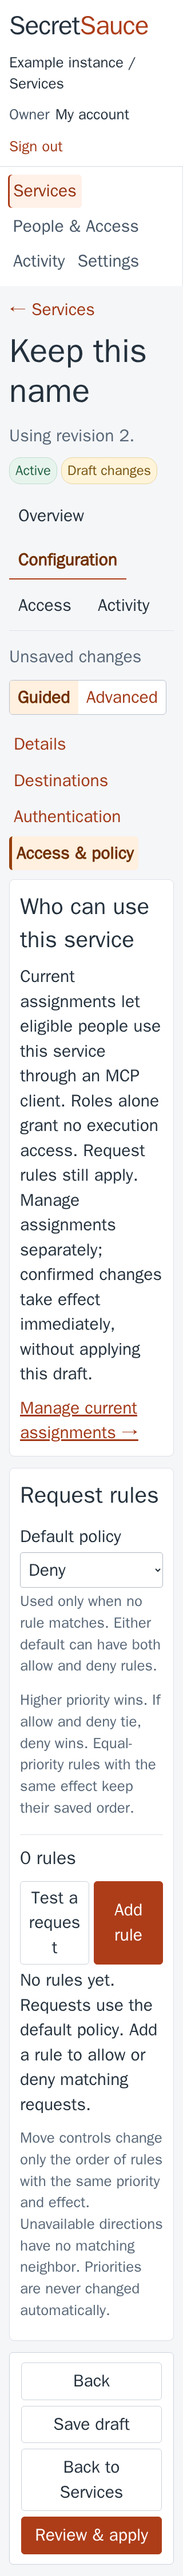 SecretSauce
Example instance /
Services
Owner My account
Sign out
Services
People & Access
Activity Settings
← Services
Keep this
name
Using revision 2.
Active Draft changes
Overview
Configuration
Access Activity
Unsaved changes
Guided Advanced
Details
Destinations
Authentication
Access & policy
Who can use
this service
Current
assignments let
eligible people use
this service
through an MCP
client. Roles alone
grant no execution
access. Request
rules still apply.
Manage
assignments
separately;
confirmed changes
take effect
immediately,
without applying
this draft.
Manage current
assignments →
Request rules
Default policy
Deny
Used only when no
rule matches. Either
default can have both
allow and deny rules.
Higher priority wins. If
allow and deny tie,
deny wins. Equal-
priority rules with the
same effect keep
their saved order.
0 rules
Test a
reques
t
Add
rule
No rules yet.
Requests use the
default policy. Add
a rule to allow or
deny matching
requests.
Move controls change
only the order of rules
with the same priority
and effect.
Unavailable directions
have no matching
neighbor. Priorities
are never changed
automatically.
Back
Save draft
Back to
Services
Review & apply